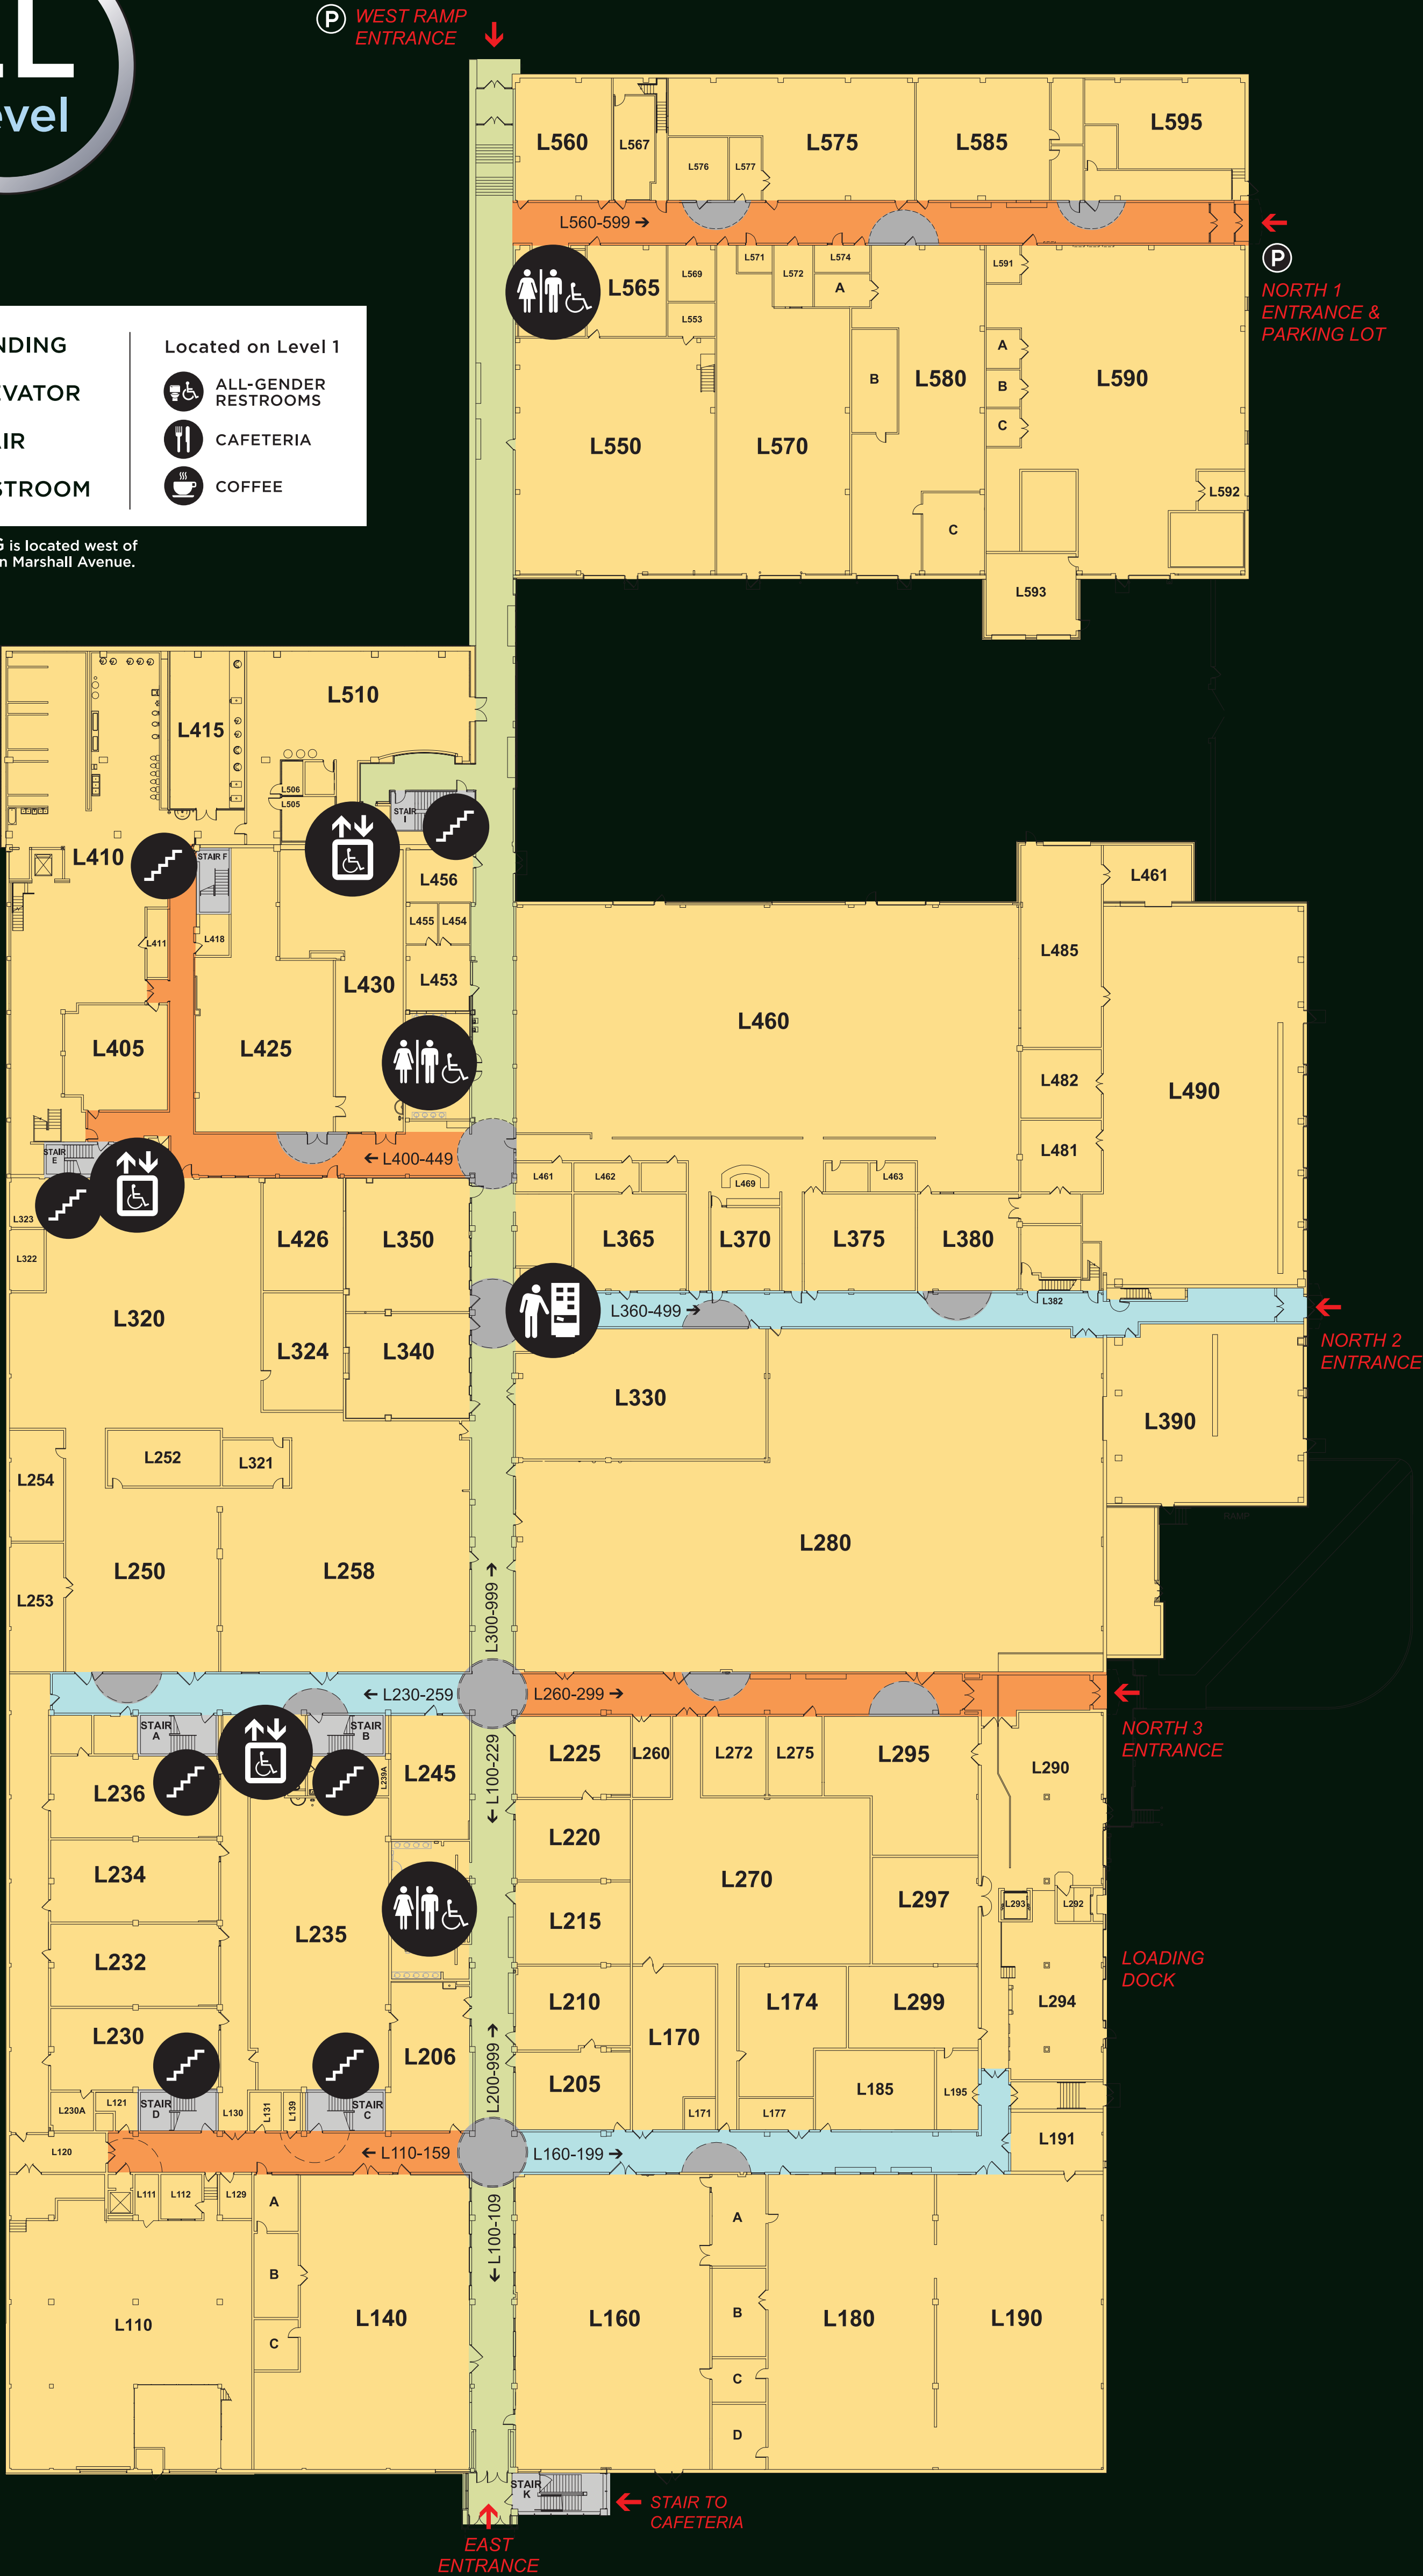 WEST RAMP
ENTRANCE
P
LL
evel
L560
L567
L576
L577
L575
L585
L595
L560-599 →
P
NORTH 1
ENTRANCE &
PARKING LOT
L565
L569
L553
L571
L572
L574
A
L591
A
B
C
L550
L570
B
L580
C
L590
L592
L593
NDING
EVATOR
AIR
STROOM
Located on Level 1
ALL-GENDER
RESTROOMS
CAFETERIA
COFFEE
G is located west of
n Marshall Avenue.
L510
L415
L506
L505
STAIR
I
L410
STAIR F
L456
L455
L454
L411
L418
L453
L430
L405
L425
L461
L485
L460
L482
L490
L481
STAIR
E
← L400-449
L461
L462
L469
L463
L323
L322
L426
L350
L365
L370
L375
L380
L320
L360-499 →
L382
NORTH 2
ENTRANCE
L324
L340
L330
L390
L254
L252
L321
RAMP
L253
L250
L258
L280
L300-999 →
← L230-259
L260-299 →
NORTH 3
ENTRANCE
STAIR
A
STAIR
B
L236
L239A
L245
← L100-229
L225
L260
L272
L275
L295
L290
L234
L220
L270
L297
L293
L292
L232
L235
L215
LOADING
DOCK
L230
L206
L200-999 →
L210
L170
L174
L299
L294
L205
L185
L195
L230A
L121
STAIR
D
L130
L131
L139
STAIR
C
L171
L177
L120
← L110-159
L160-199 →
L191
L111
L112
L129
A
← L100-109
A
B
B
L110
L140
L160
L180
L190
C
C
D
STAIR
K
STAIR TO
CAFETERIA
EAST
ENTRANCE